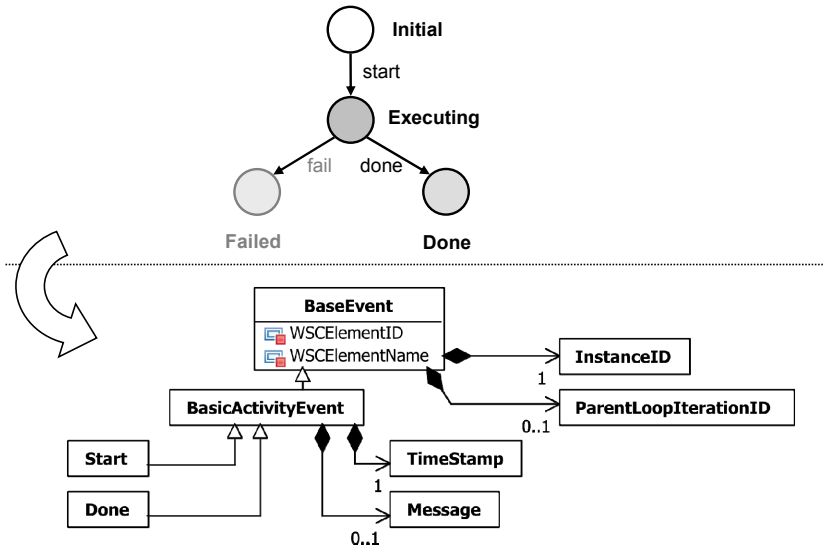 Initial
start
Executing
fail
done
Failed
Done
BaseEvent
WSCElementID
WSCElementName
InstanceID
1
ParentLoopIterationID
0..1
BasicActivityEvent
Start
TimeStamp
1
Done
Message
0..1